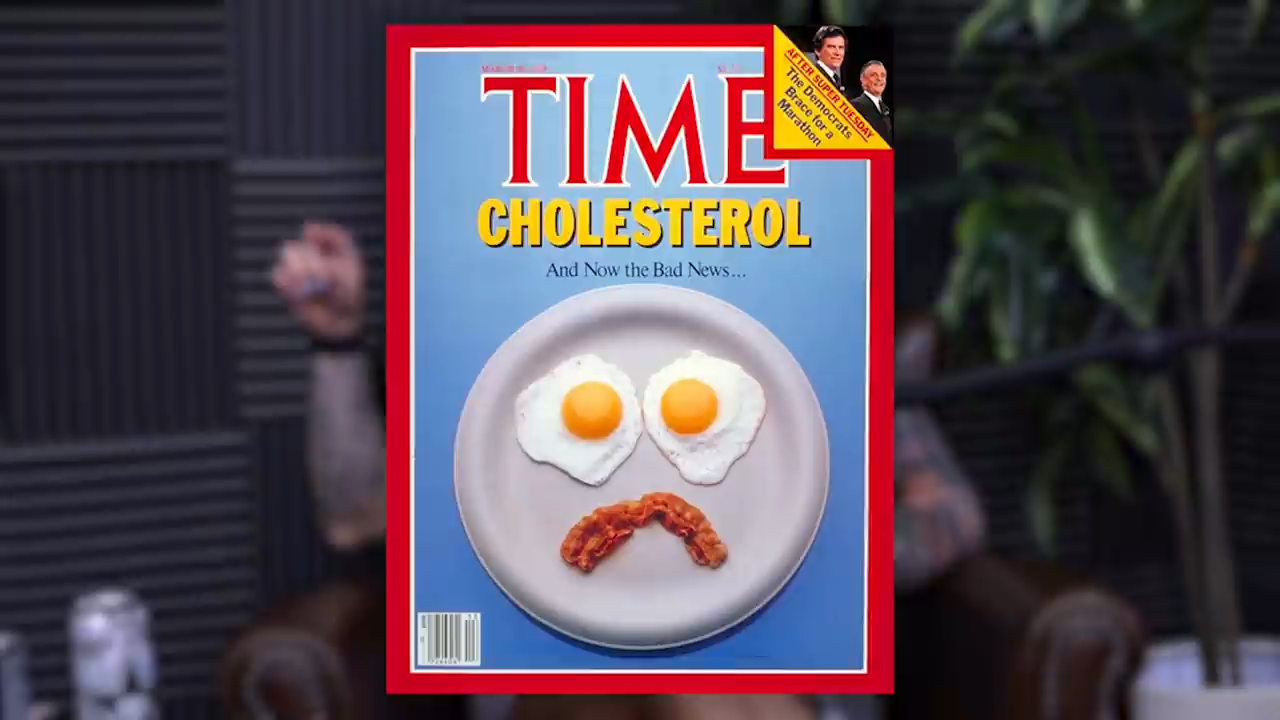 TIME
AFTER SUPER TUESDAY
The Democrats
Brace for a
Marathon
CHOLESTEROL
And Now the Bad News...